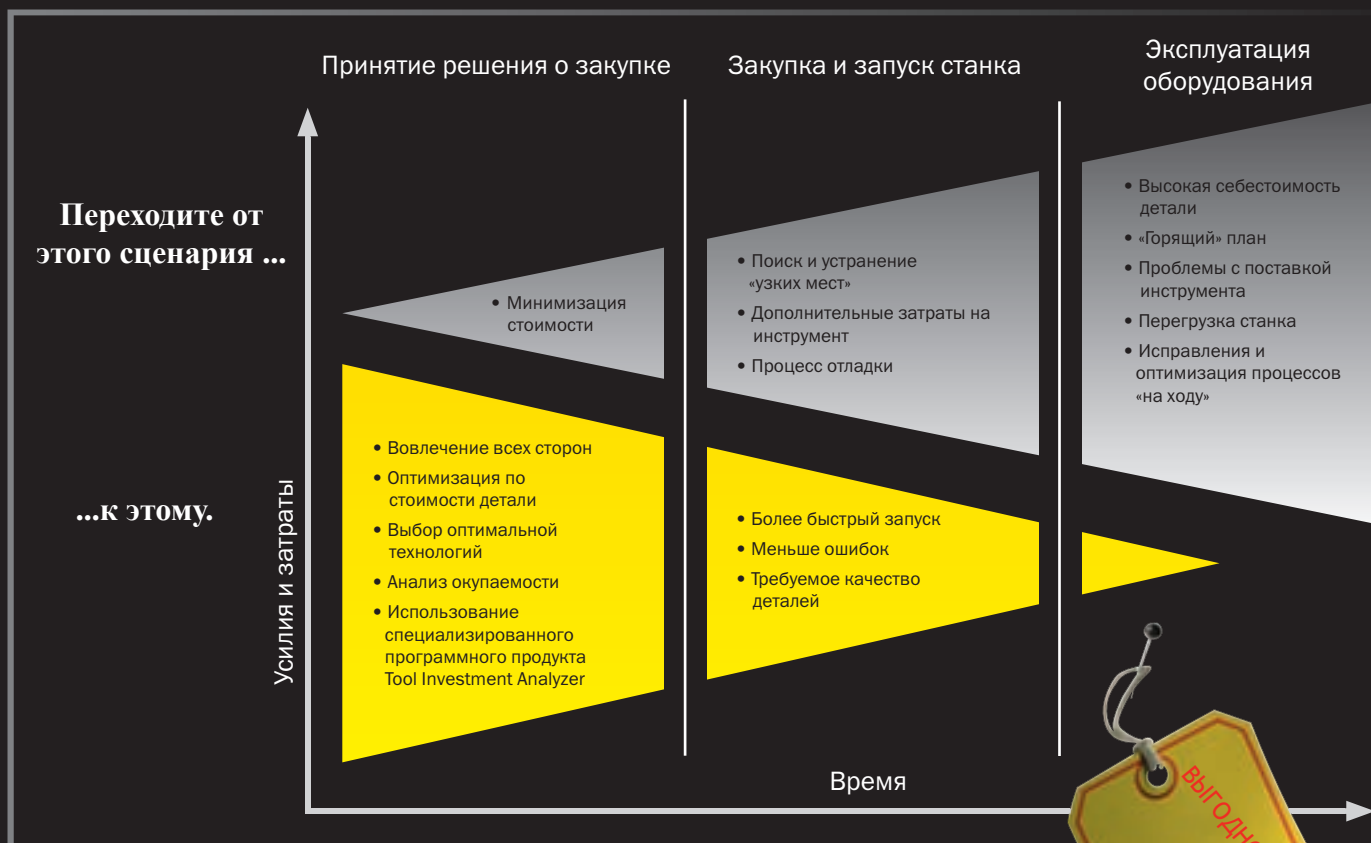 Принятие решения о закупке
Закупка и запуск станка
Эксплуатация
оборудования
Переходите от
этого сценария ...
• Минимизация
стоимости
• Поиск и устранение
«узких мест»
• Дополнительные затраты на
инструмент
• Процесс отладки
• Высокая себестоимость
детали
• «Горящий» план
• Проблемы с поставкой
инструмента
• Перегрузка станка
• Исправления и
оптимизация процессов
«на ходу»
...к этому.
Усилия и затраты
• Вовлечение всех сторон
• Оптимизация по
стоимости детали
• Выбор оптимальной
технологий
• Анализ окупаемости
• Использование
специализированного
программного продукта
Tool Investment Analyzer
• Более быстрый запуск
• Меньше ошибок
• Требуемое качество
деталей
Время